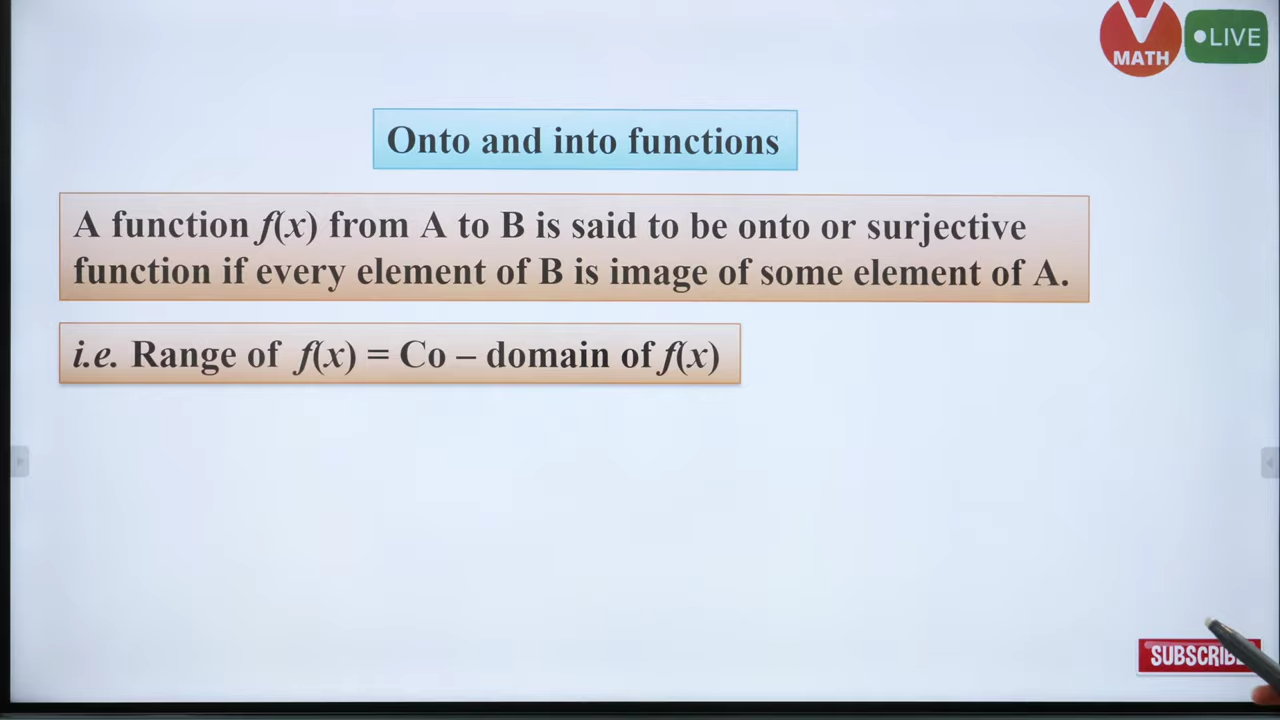 MATH
LIVE
Onto and into functions
A function f(x) from A to B is said to be onto or surjective
function if every element of B is image of some element of A.
i.e. Range of f(x) = Co – domain of f(x)
SUBSCRIBE